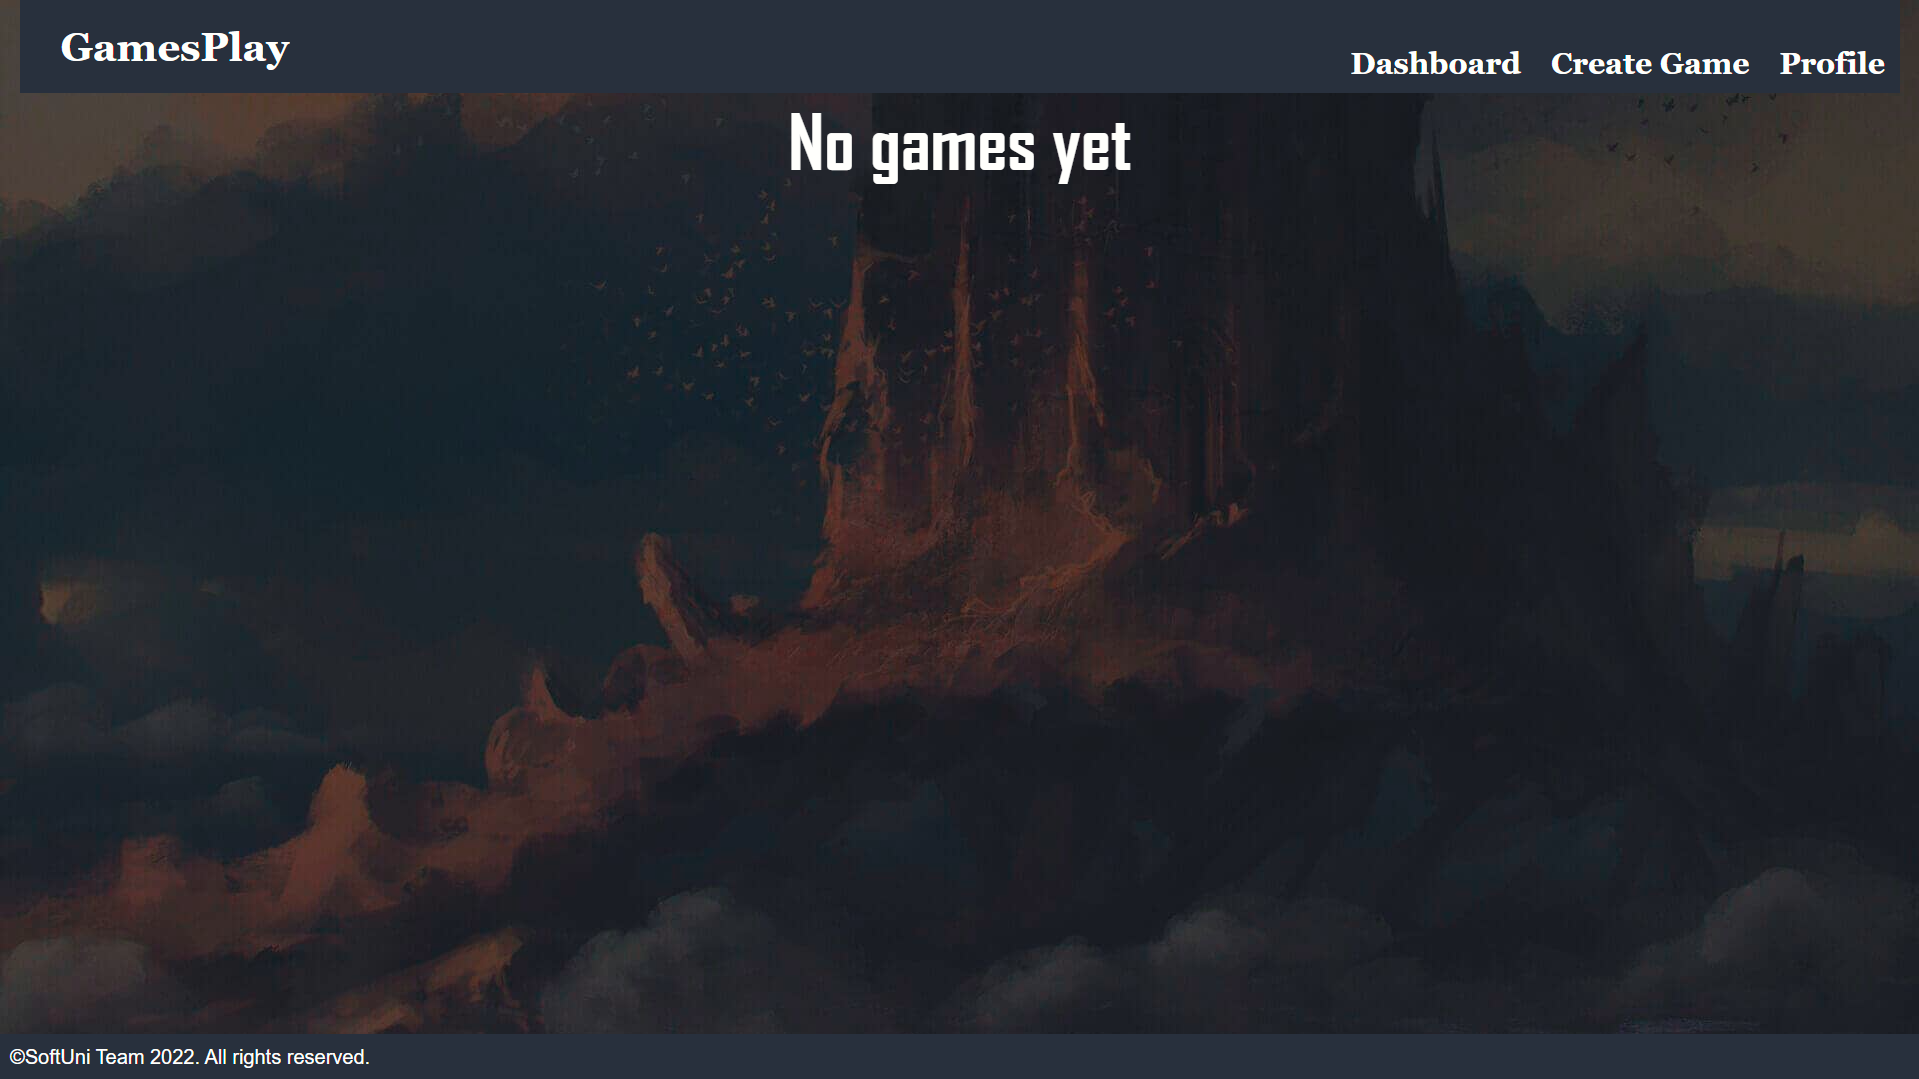 GamesPlay
Dashboard Create Game Profile
No games yet
©SoftUni Team 2022. All rights reserved.